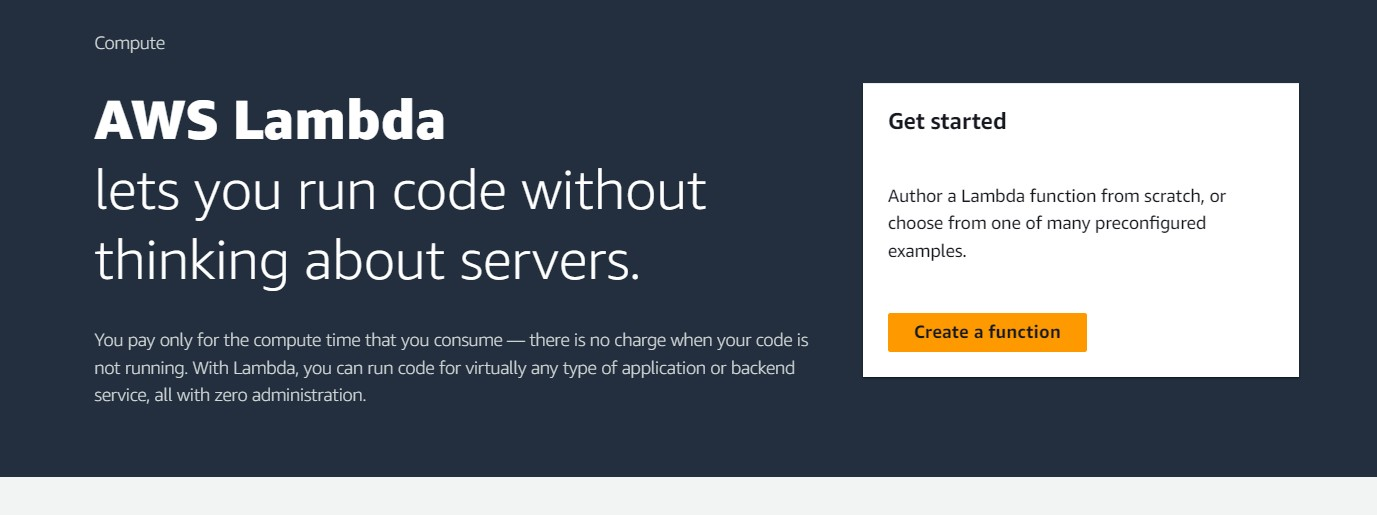 Compute
AWS Lambda
lets you run code without
thinking about servers.
You pay only for the compute time that you consume — there is no charge when your code is
not running. With Lambda, you can run code for virtually any type of application or backend
service, all with zero administration.
Get started
Author a Lambda function from scratch, or
choose from one of many preconfigured
examples.
Create a function